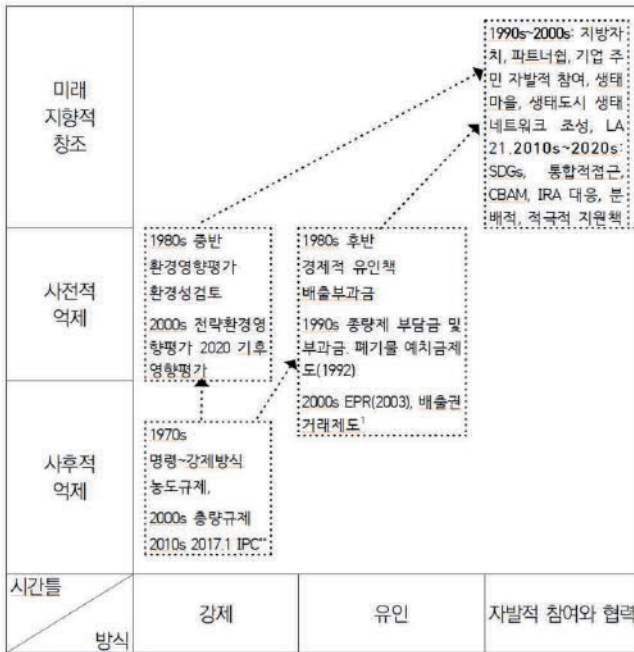 미래
지향적
창조
1990s~2000s: 지방자
치, 파트너쉽, 기업 주
민 자발적 참여, 생태
마을, 생태도시 생태
네트워크 조성, LA
21.2010s~2020s:
SDGs, 통합적접근,
CBAM, IRA 대응, 분
배적, 적극적 지원책
사전적
억제
1980s 중반
환경영향평가
환경성검토
2000s 전략환경영
향평가 2020 기후
영향평가
1980s 후반
경제적 유인책
배출부과금
1990s 종량제 부담금 및
부과금. 폐기물 예치금제
도(1992)
2000s EPR(2003), 배출권
거래제도¹
사후적
억제
1970s
명령~강제방식
농도규제,
2000s 총량규제
2010s 2017.1 IPC**
시간틀
방식
강제
유인
자발적 참여와 협력